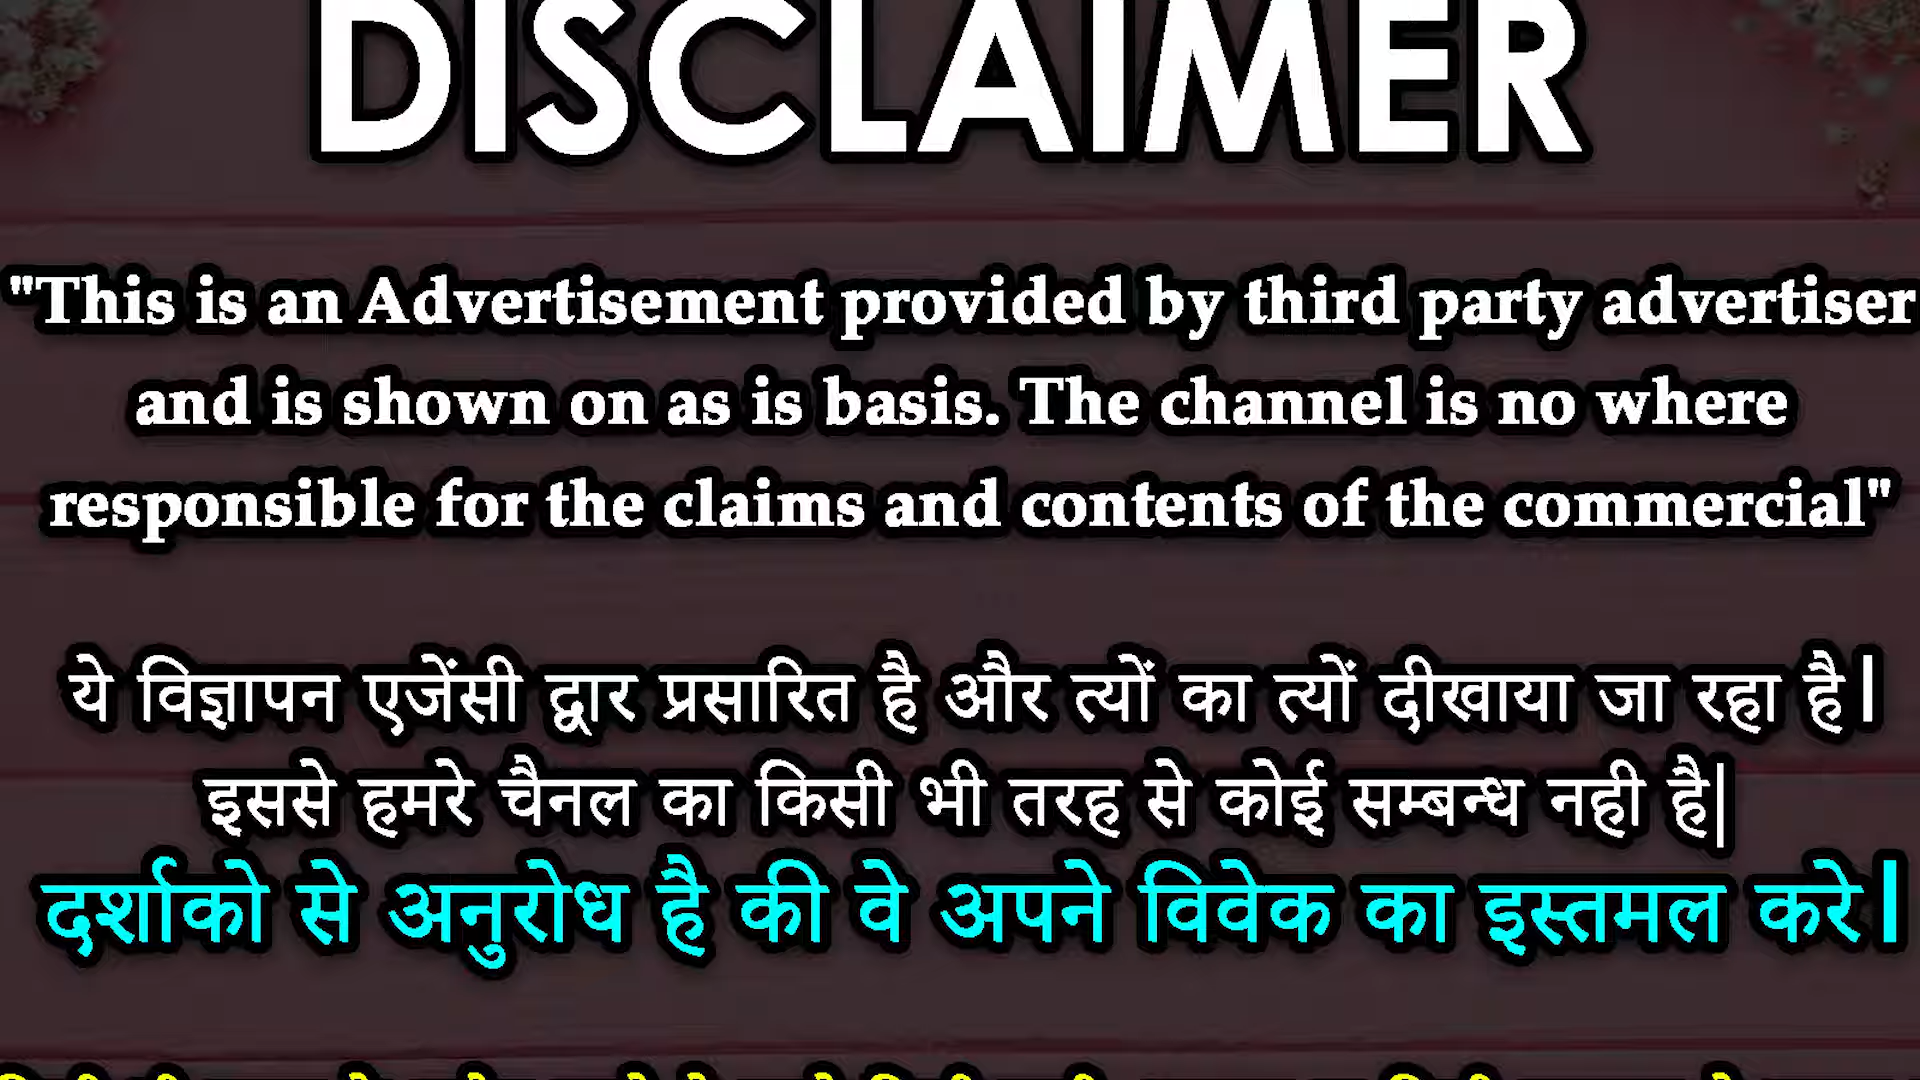 DISCLAIMER
"This is an Advertisement provided by third party advertiser
and is shown on as is basis. The channel is no where
responsible for the claims and contents of the commercial"
ये विज्ञापन एजेंसी द्वार प्रसारित है और त्यों का त्यों दीखाया जा रहा है।
इससे हमरे चैनल का किसी भी तरह से कोई सम्बन्ध नही है|
दर्शाको से अनुरोध है की वे अपने विवेक का इस्तमल करे।